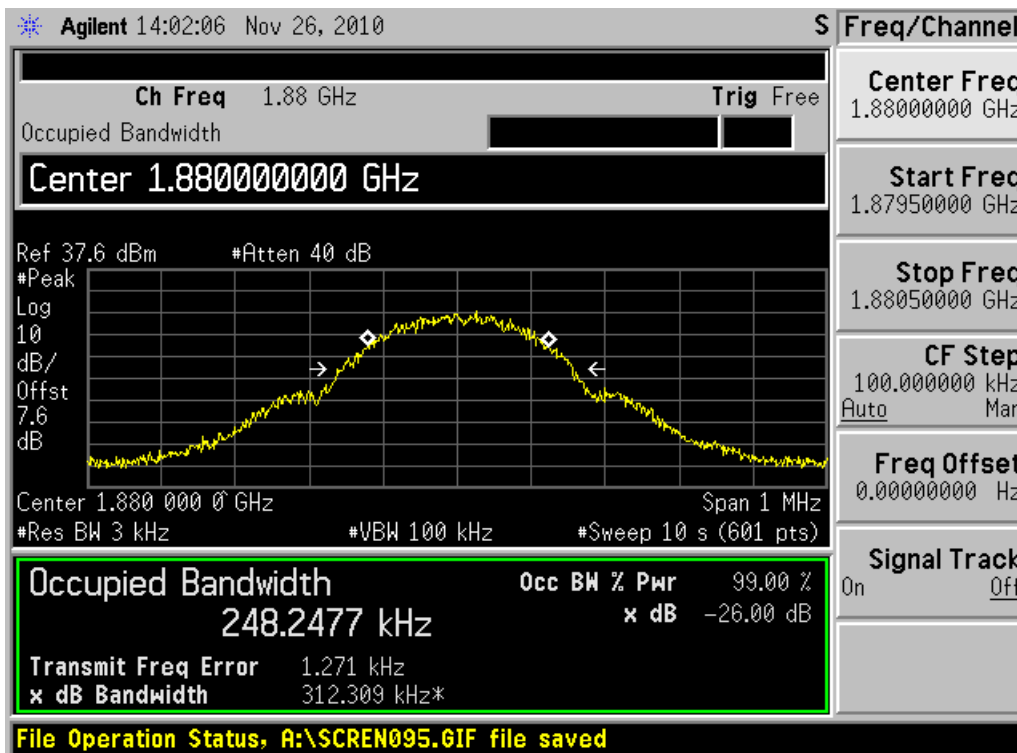 Agilent 14:02:06 Nov 26, 2010 S
Freq/Channel
Ch Freq 1.88 GHz Trig Free
Occupied Bandwidth
Center 1.880000000 GHz
Ref 37.6 dBm #Atten 40 dB
#Peak
Log
10
dB/
Offst
7.6
dB
Center 1.880 000 0 GHz Span 1 MHz
#Res BW 3 kHz #VBW 100 kHz #Sweep 10 s (601 pts)
Occupied Bandwidth
248.2477 kHz
Occ BW % Pwr 99.00 %
x dB -26.00 dB
Transmit Freq Error 1.271 kHz
x dB Bandwidth 312.309 kHz*
File Operation Status, A:\SCREN095.GIF file saved
Center Freq
1.88000000 GHz
Start Freq
1.87950000 GHz
Stop Freq
1.88050000 GHz
CF Step
100.000000 kHz
Auto Man
Freq Offset
0.00000000 Hz
Signal Track
On Off